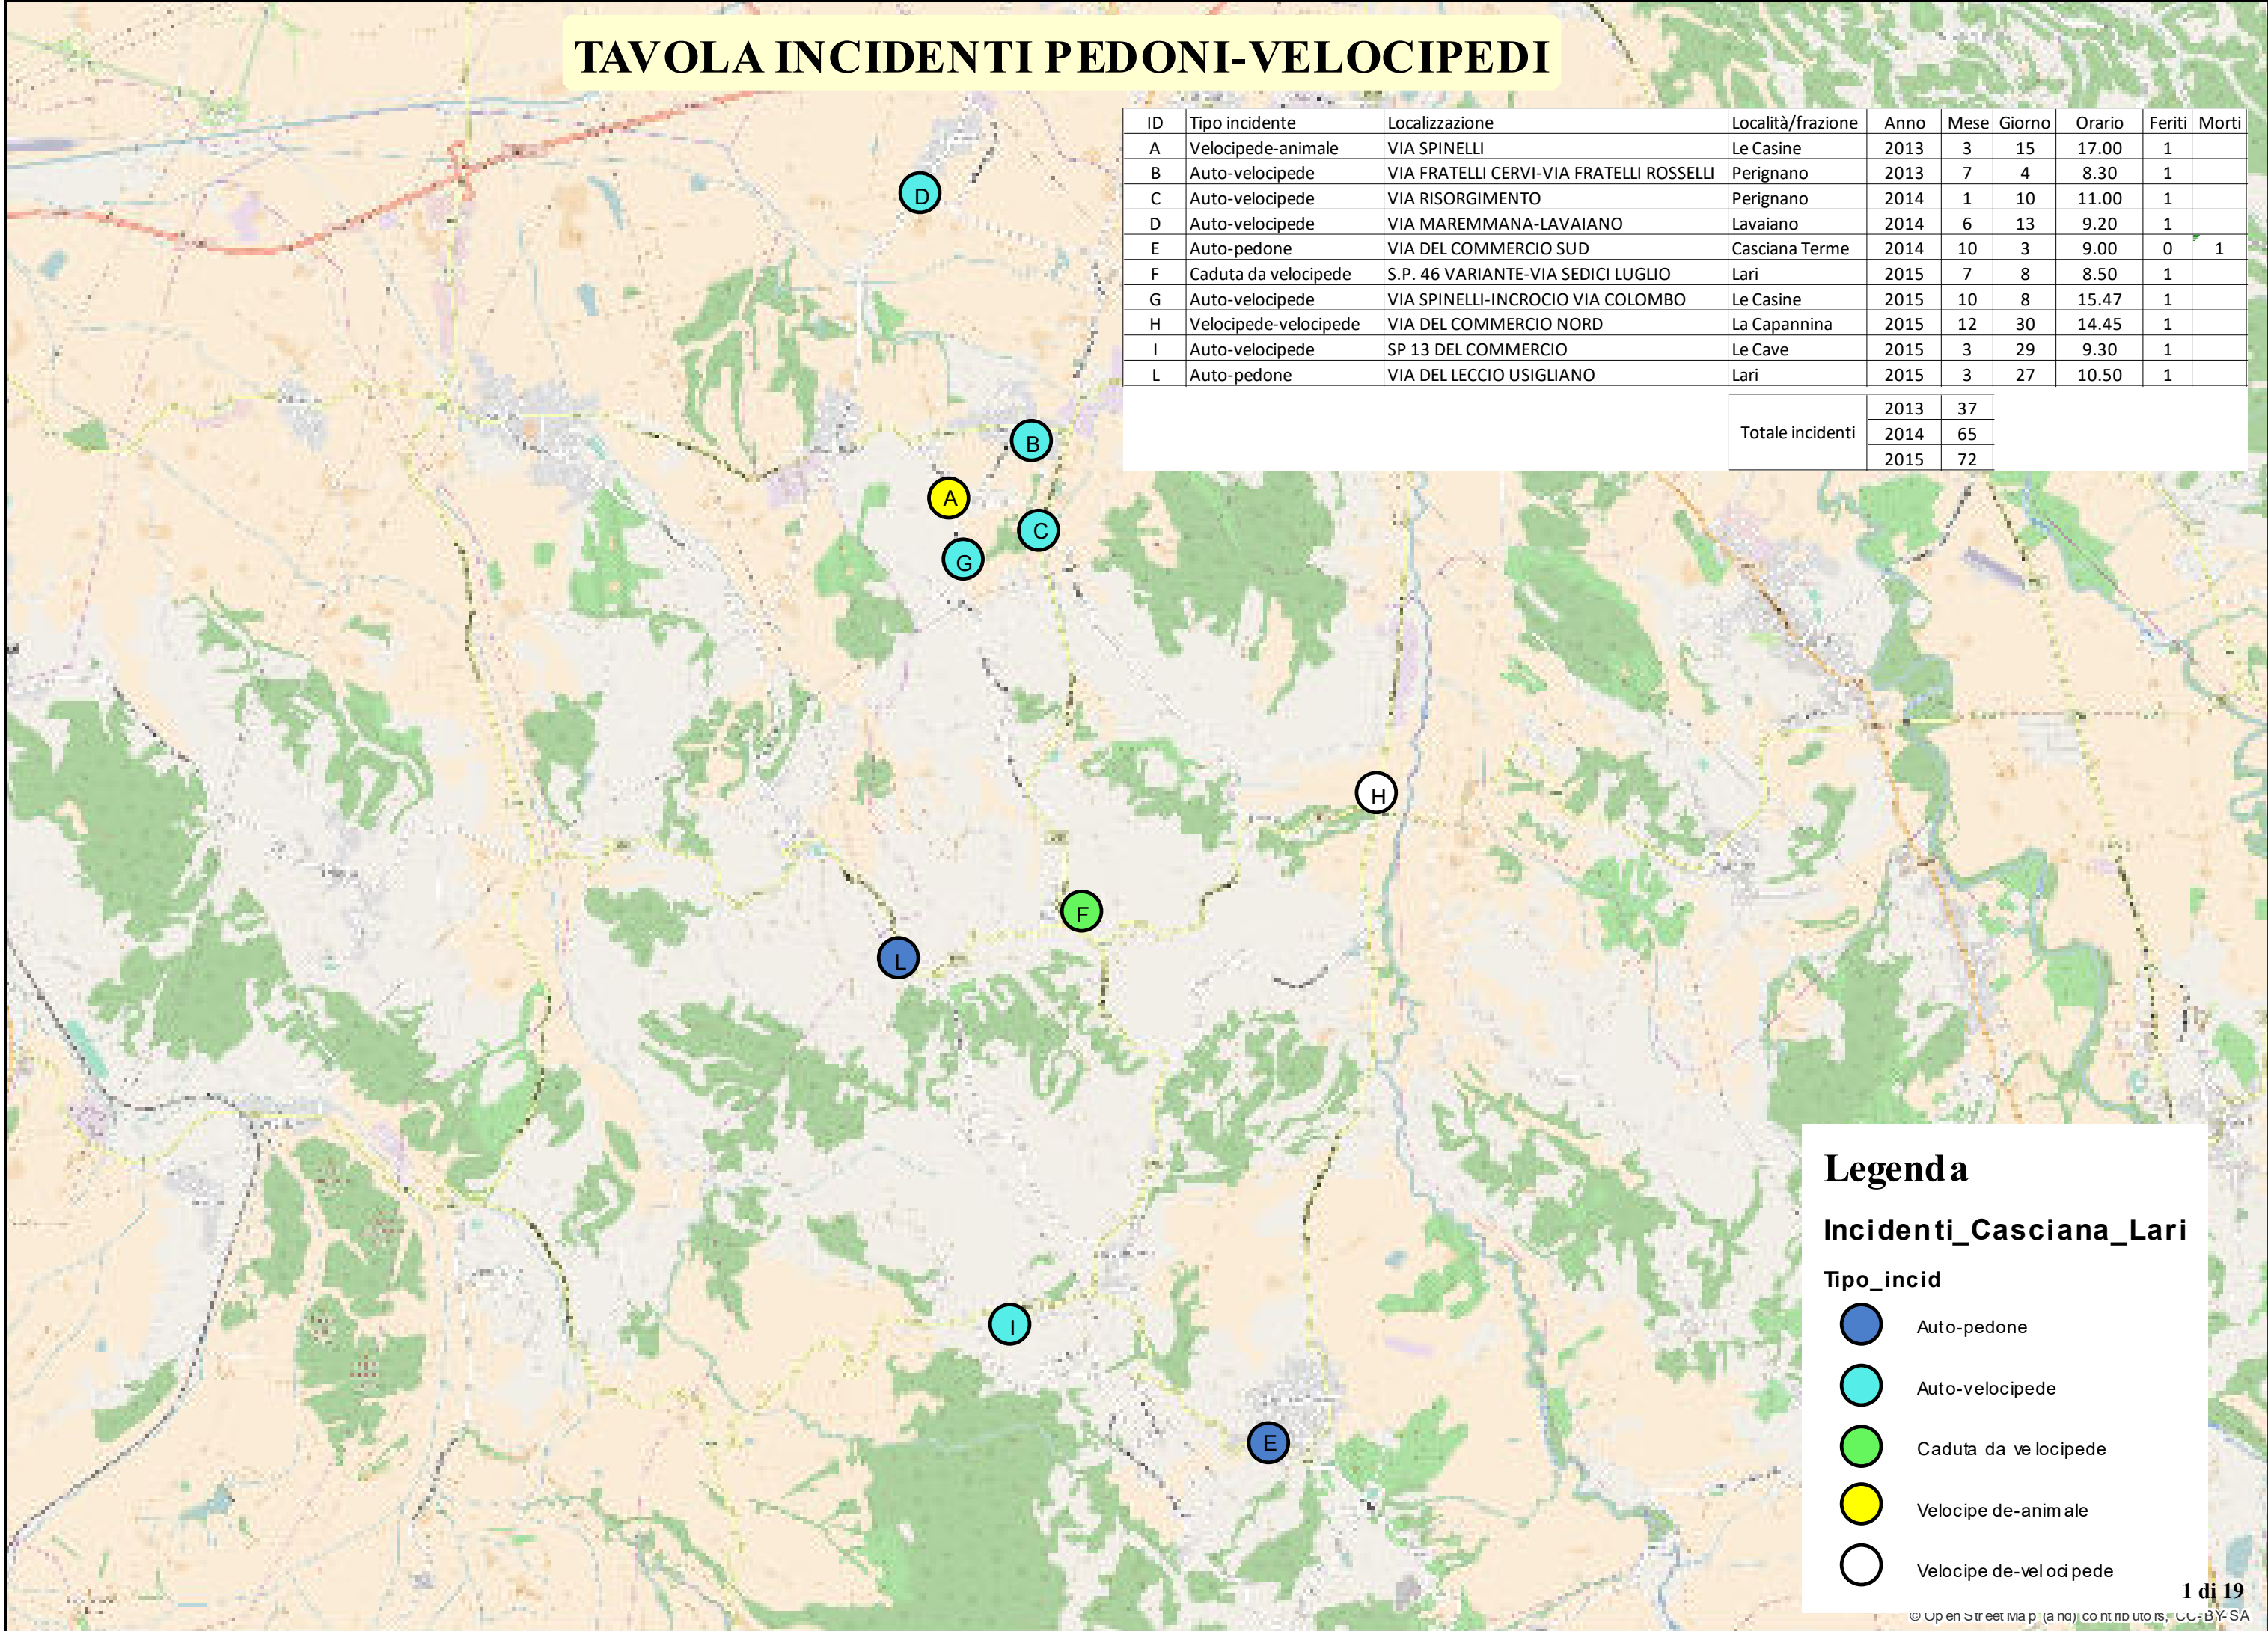 TAVOLA INCIDENTI PEDONI-VELOCIPEDI
ID Tipo incidente Localizzazione Località/frazione Anno Mese Giorno Orario Feriti Morti
A Velocipede-animale VIA SPINELLI Le Casine 2013 3 15 17.00 1
B Auto-velocipede VIA FRATELLI CERVI-VIA FRATELLI ROSSELLI Perignano 2013 7 4 8.30 1
C Auto-velocipede VIA RISORGIMENTO Perignano 2014 1 10 11.00 1
D Auto-velocipede VIA MAREMMANA-LAVAIANO Lavaiano 2014 6 13 9.20 1
E Auto-pedone VIA DEL COMMERCIO SUD Casciana Terme 2014 10 3 9.00 0 1
F Caduta da velocipede S.P. 46 VARIANTE-VIA SEDICI LUGLIO Lari 2015 7 8 8.50 1
G Auto-velocipede VIA SPINELLI-INCROCIO VIA COLOMBO Le Casine 2015 10 8 15.47 1
H Velocipede-velocipede VIA DEL COMMERCIO NORD La Capannina 2015 12 30 14.45 1
I Auto-velocipede SP 13 DEL COMMERCIO Le Cave 2015 3 29 9.30 1
L Auto-pedone VIA DEL LECCIO USIGLIANO Lari 2015 3 27 10.50 1
Totale incidenti
2013 37
2014 65
2015 72
D
B
A
C
G
H
F
L
I
E
Legenda
Incidenti_Casciana_Lari
Tipo_incid
Auto-pedone
Auto-velocipede
Caduta da velocipede
Velocipede-animale
Velocipede-velocipede
1 di 19
© OpenStreetMap (and) contributors, CC-BY-SA